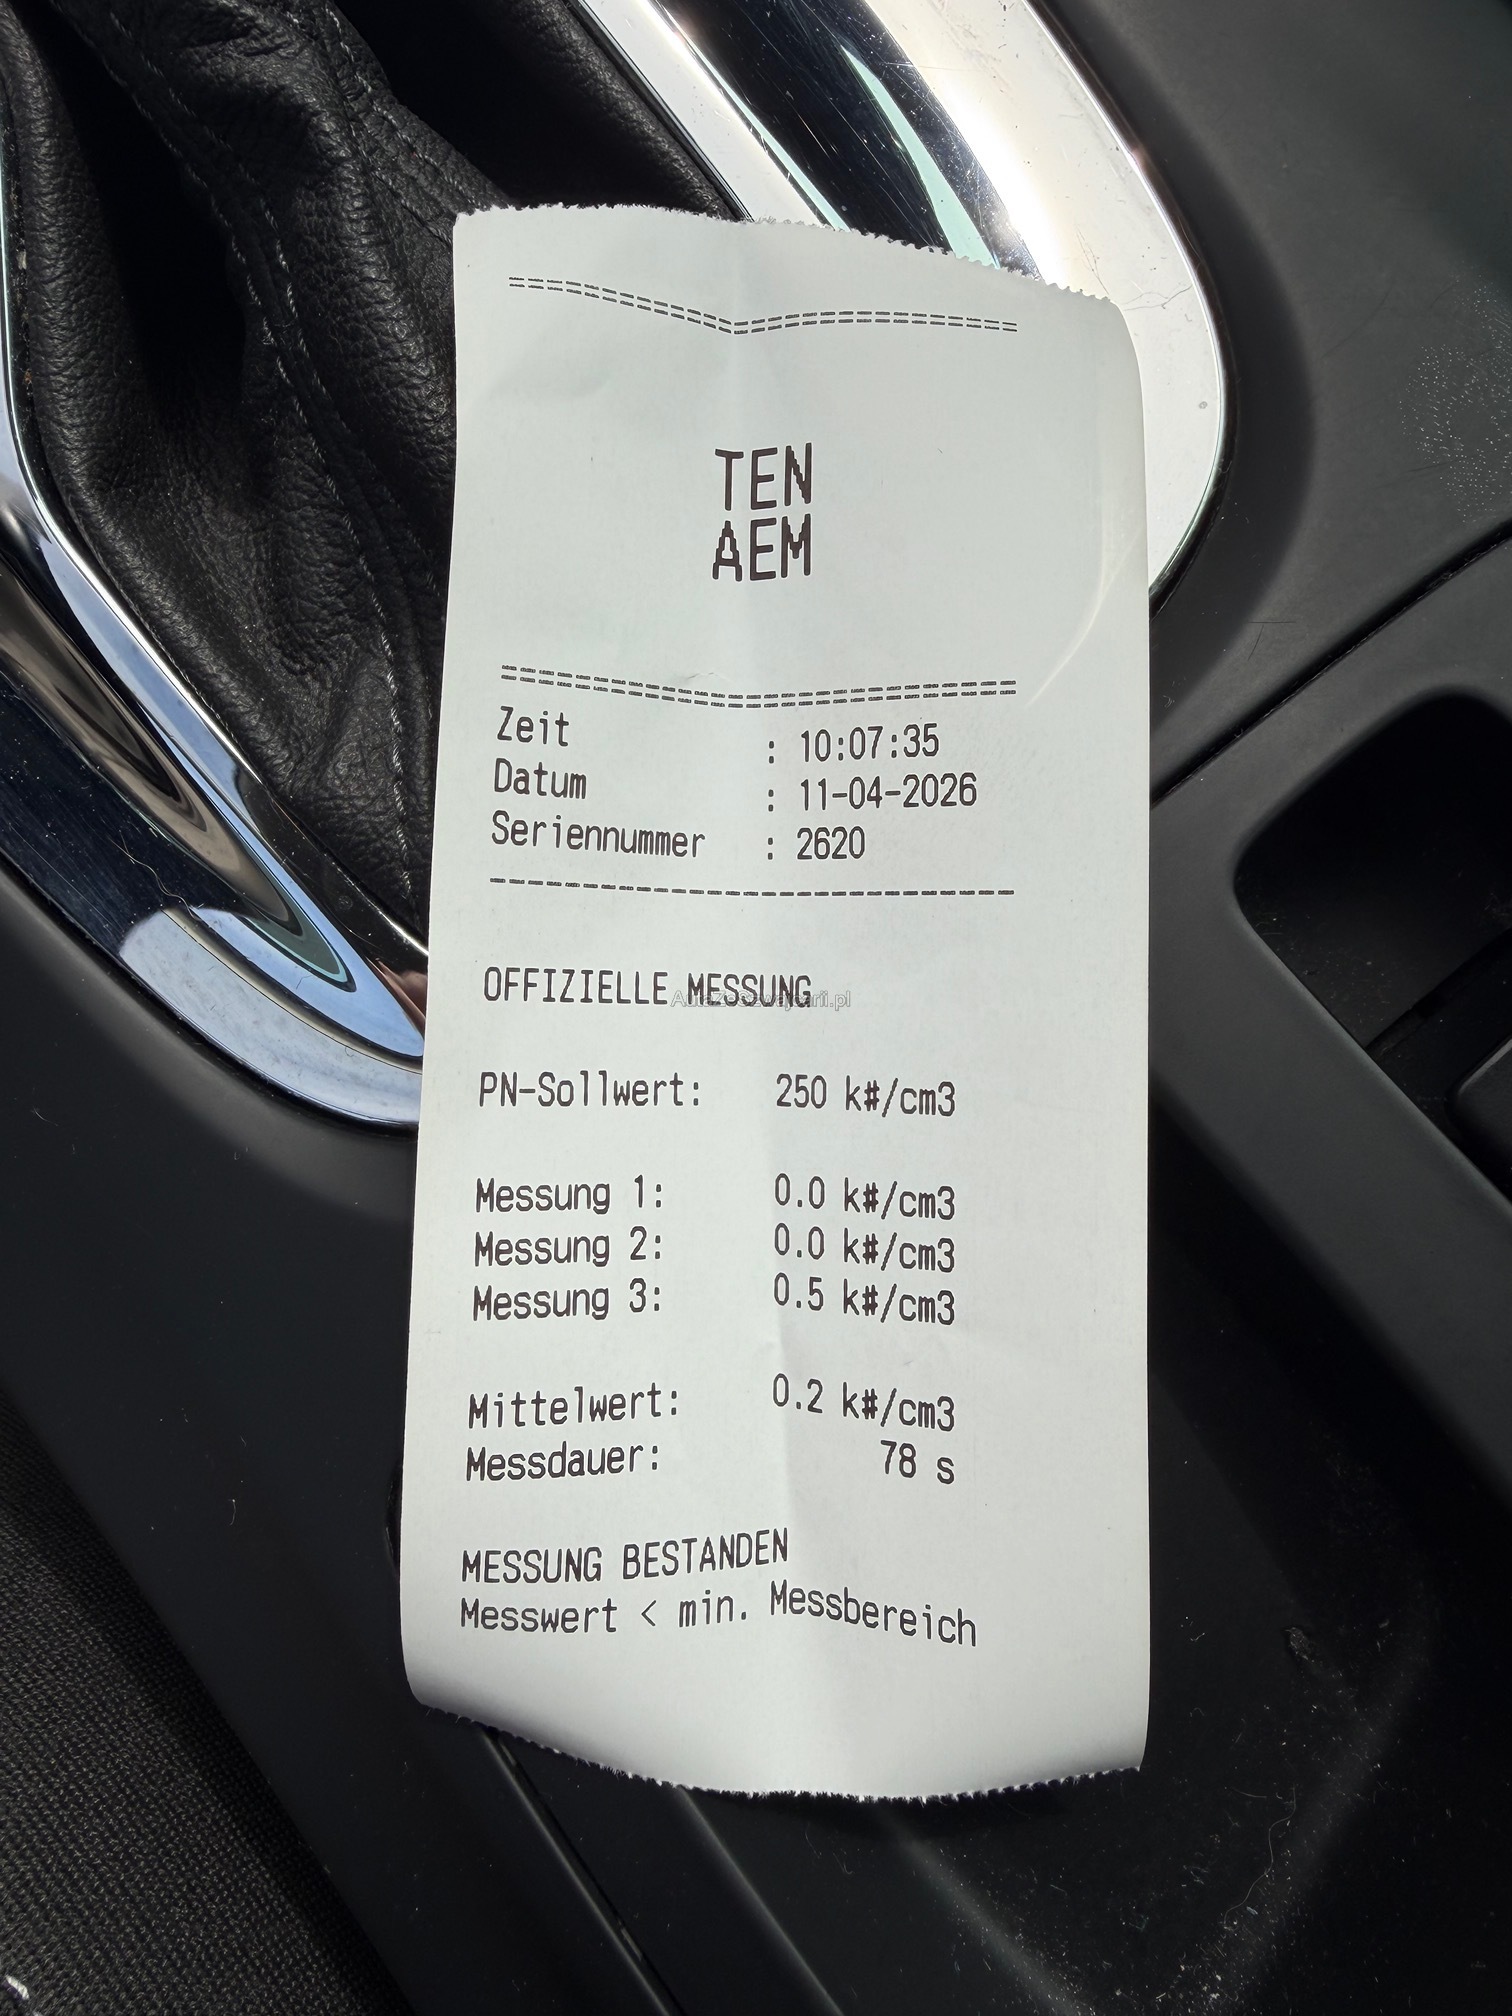 TEN
AEM
Zeit : 10:07:35
Datum : 11-04-2026
Seriennummer : 2620
OFFIZIELLE MESSUNG
AutaZeSzwajcarii.pl
PN-Sollwert: 250 k#/cm3
Messung 1: 0.0 k#/cm3
Messung 2: 0.0 k#/cm3
Messung 3: 0.5 k#/cm3
Mittelwert: 0.2 k#/cm3
Messdauer: 78 s
MESSUNG BESTANDEN
Messwert < min. Messbereich